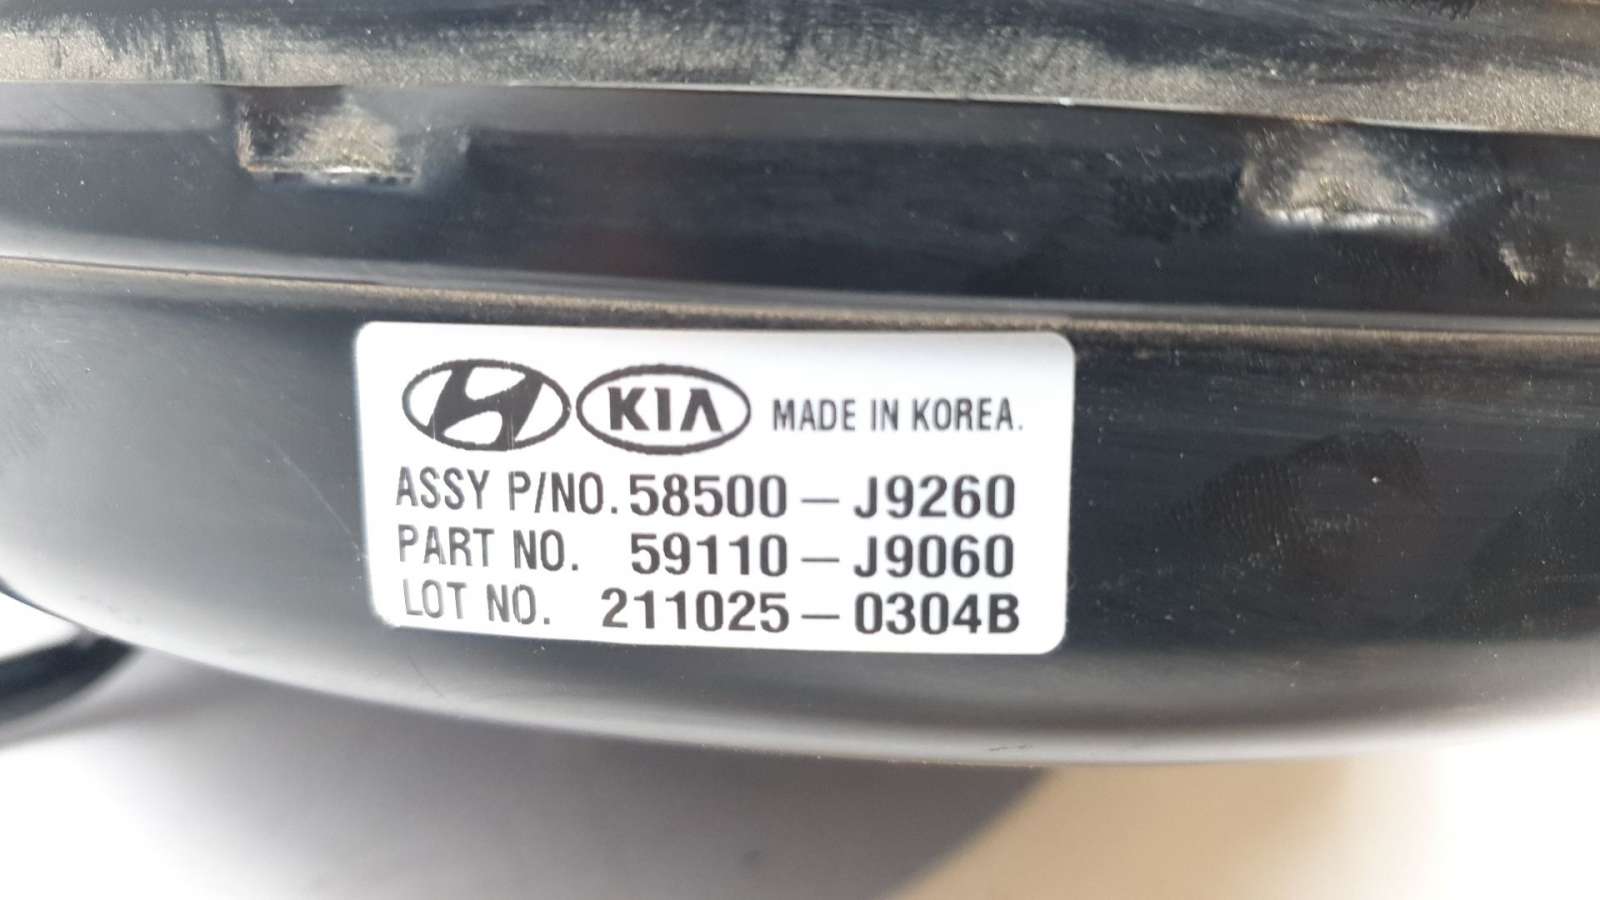 KIA MADE IN KOREA.
ASSY P/NO. 58500-J9260
PART NO. 59110-J9060
LOT NO. 211025-0304B